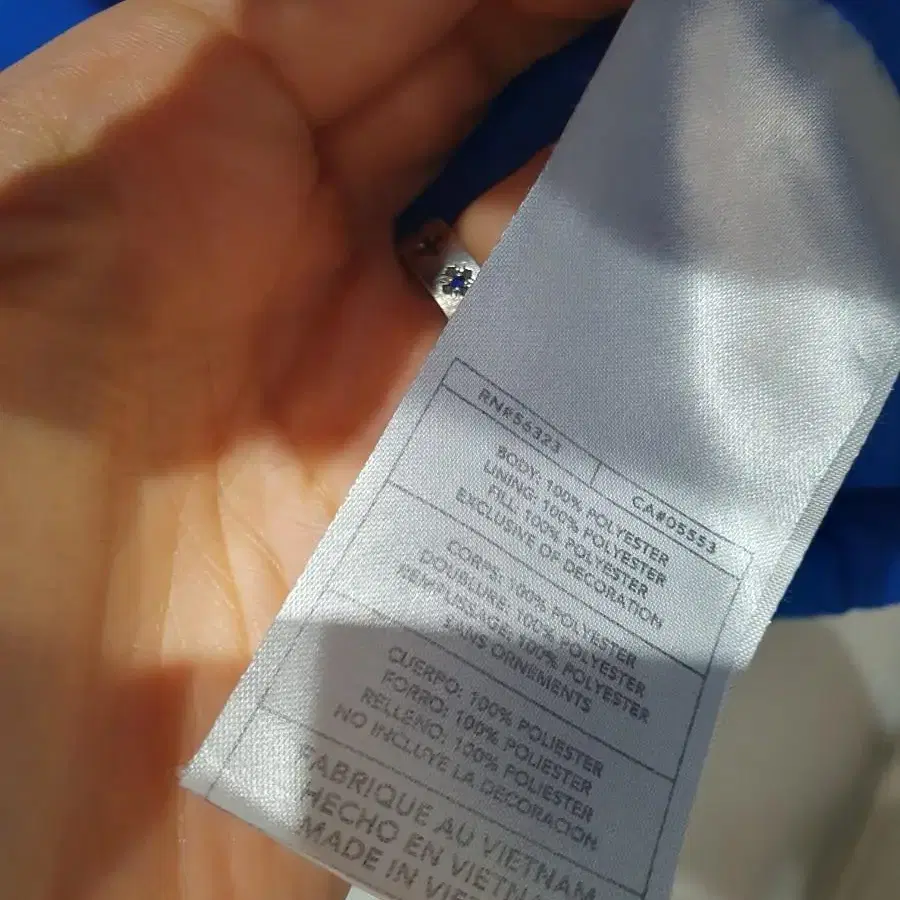 RN#56323
CA#05553
BODY: 100% POLYESTER
LINING: 100% POLYESTER
FILL: 100% POLYESTER
EXCLUSIVE OF DECORATION
CORPS: 100% POLYESTER
DOUBLURE: 100% POLYESTER
REMPLISSAGE: 100% POLYESTER
SANS ORNEMENTS
CUERPO: 100% POLIESTER
FORRO: 100% POLIESTER
RELLENO: 100% POLIESTER
NO INCLUYE LA DECORACION
FABRIQUE AU VIETNAM
HECHO EN VIETNAM
MADE IN